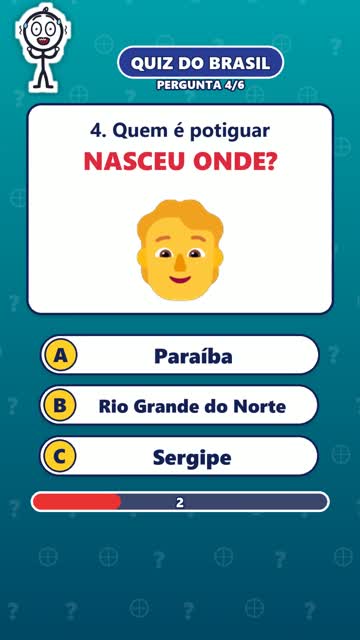 QUIZ DO BRASIL
PERGUNTA 4/6
4. Quem é potiguar
NASCEU ONDE?
A Paraíba
B Rio Grande do Norte
C Sergipe
2